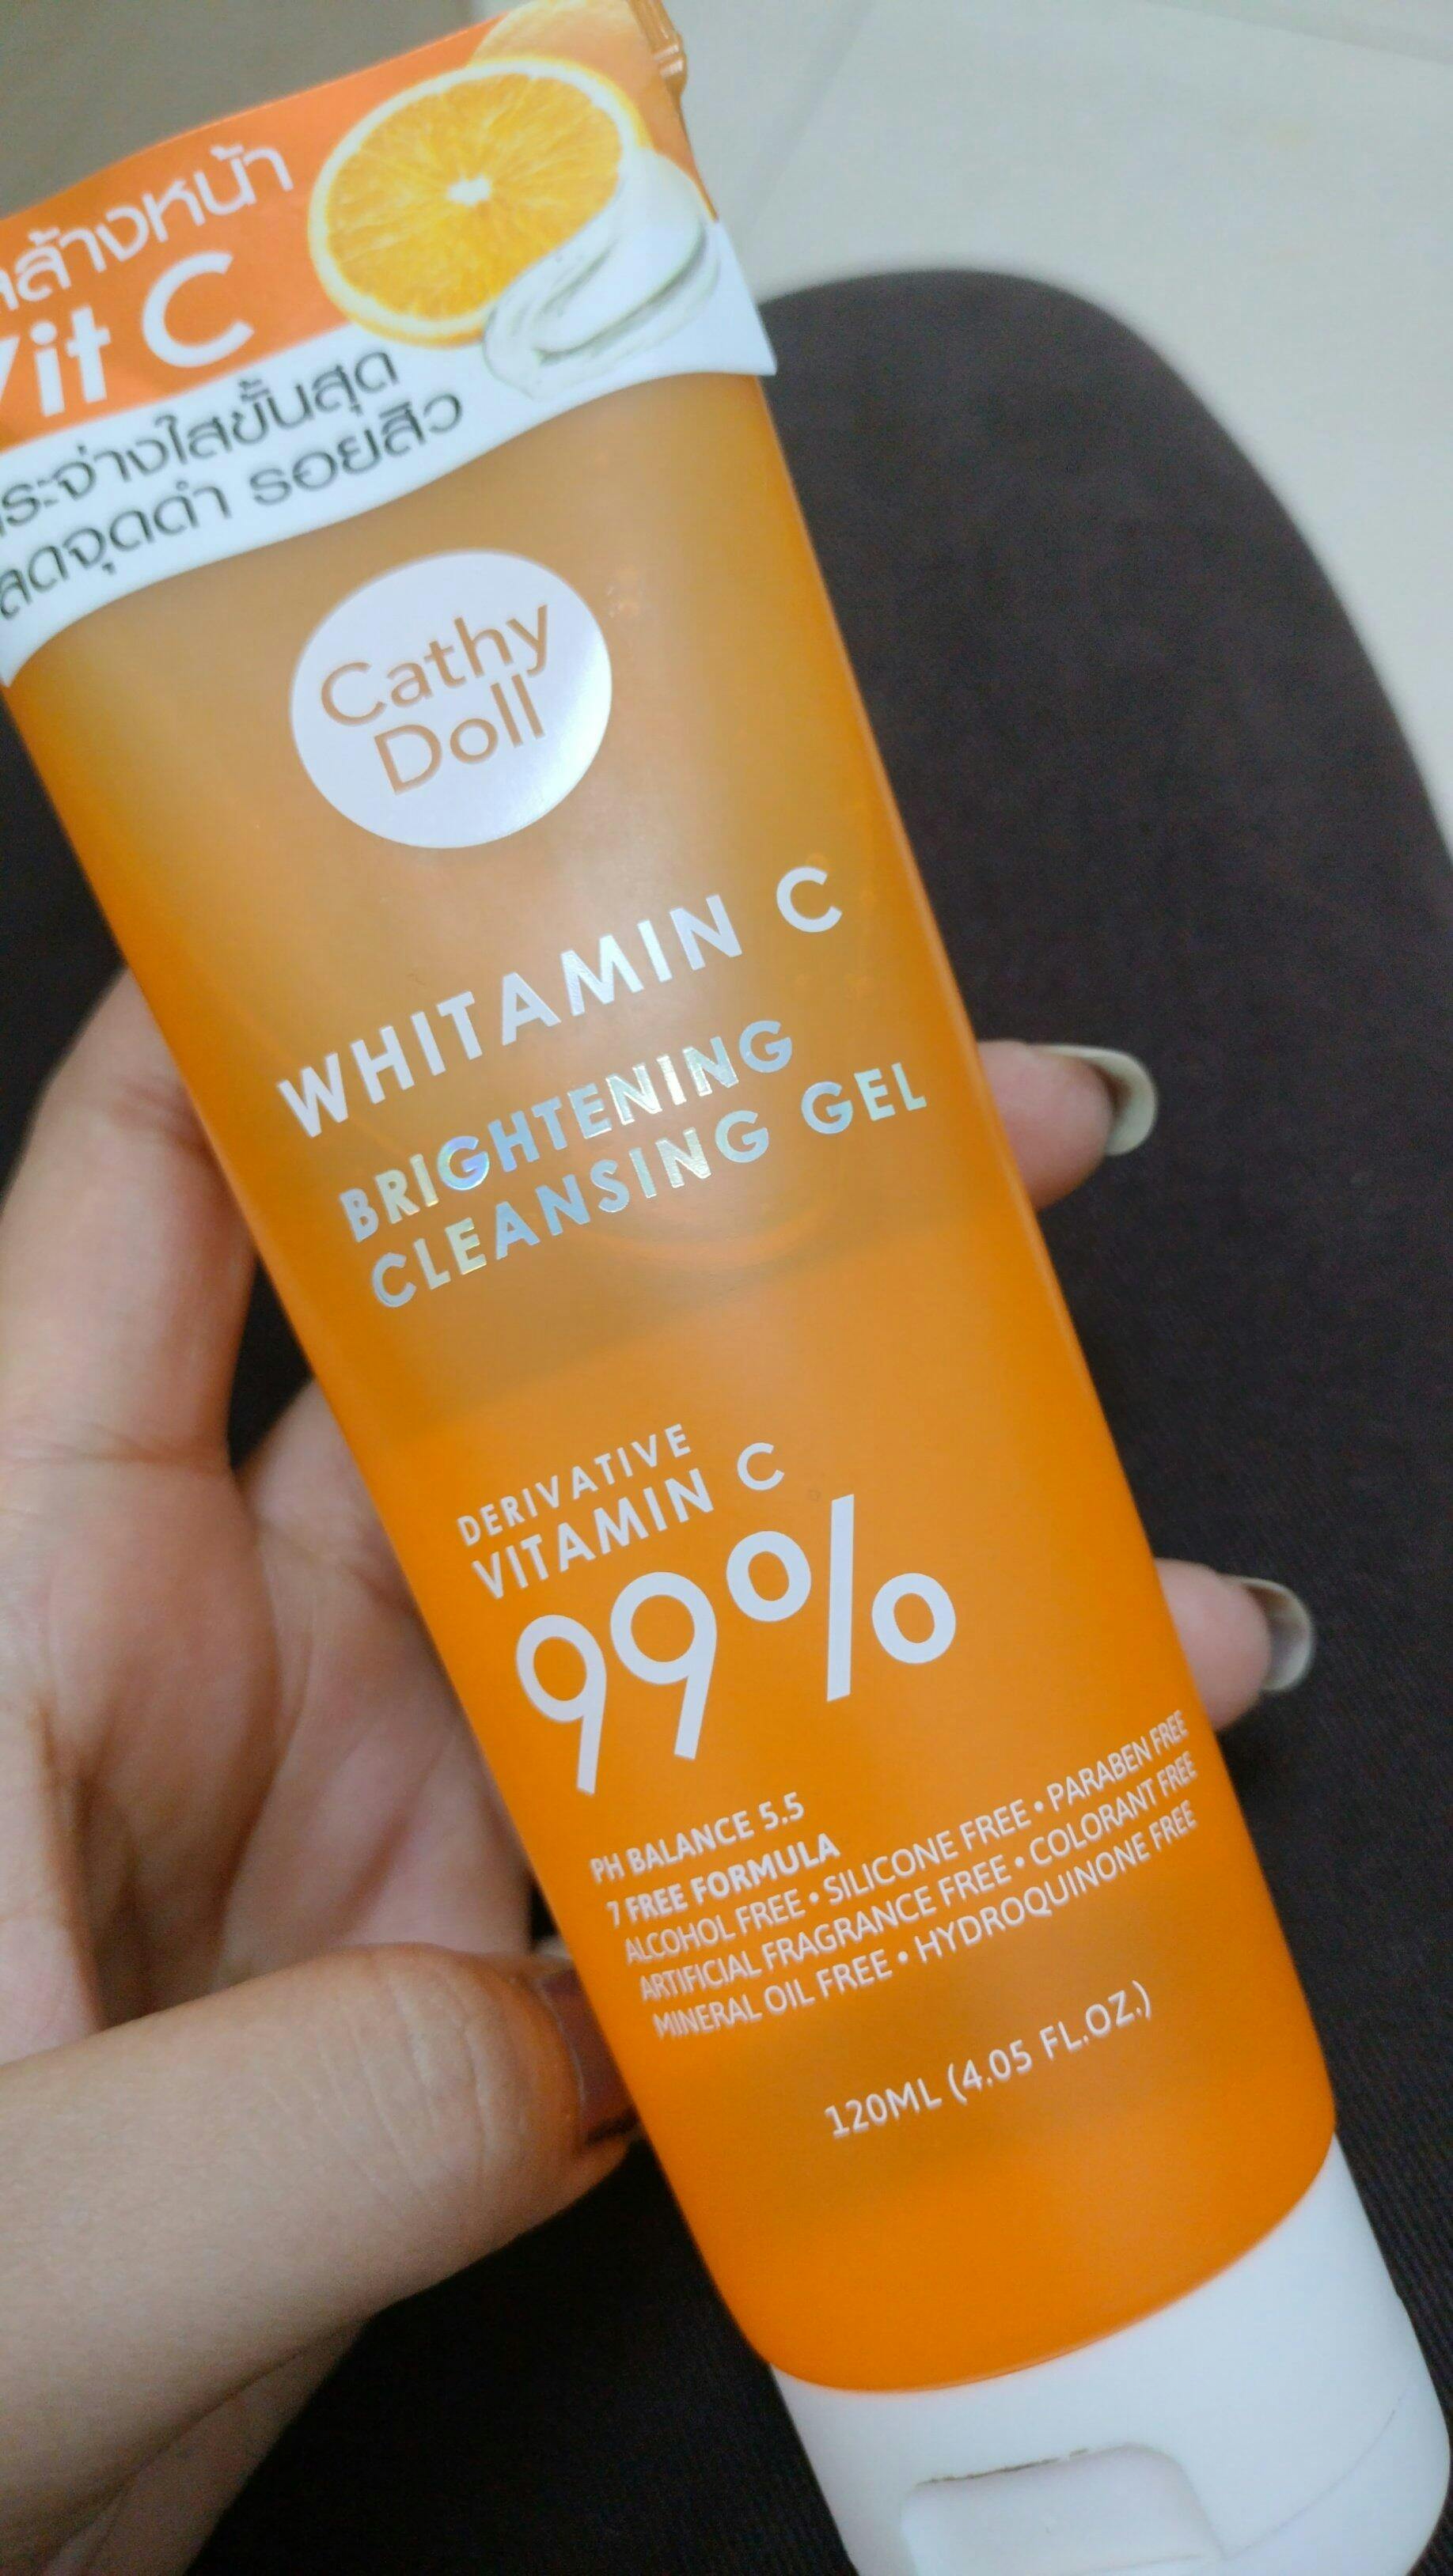 ล้างหน้า
Vit C
กระจ่างใสขั้นสุด
ลดจุดดำ รอยสิว
Cathy
Doll
WHITAMIN C
BRIGHTENING
CLEANSING GEL
DERIVATIVE
VITAMIN C
99%
PH BALANCE 5.5
7 FREE FORMULA
ALCOHOL FREE • SILICONE FREE • PARABEN FREE
ARTIFICIAL FRAGRANCE FREE • COLORANT FREE
MINERAL OIL FREE • HYDROQUINONE FREE
120ML (4.05 FL.OZ.)